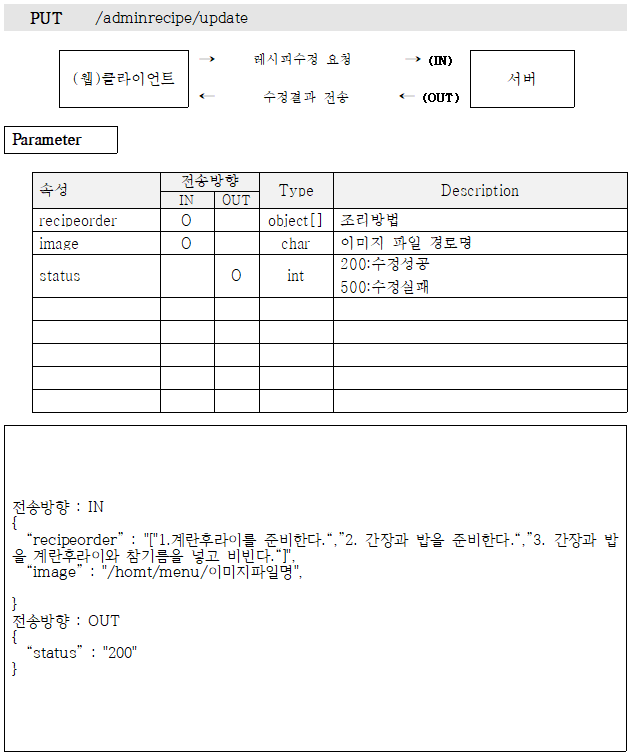 PUT /adminrecipe/update
(웹)클라이언트 → 레시피수정 요청 → (IN) 서버
← 수정결과 전송 ← (OUT)
Parameter
속성 전송방향 Type Description
IN OUT
recipeorder O object[] 조리방법
image O char 이미지 파일 경로명
status O int 200:수정성공
500:수정실패
전송방향 : IN
{
“recipeorder” : "["1.계란후라이를 준비한다.“,”2. 간장과 밥을 준비한다.“,”3. 간장과 밥
을 계란후라이와 참기름을 넣고 비빈다.“]",
“image” : "/homt/menu/이미지파일명",
}
전송방향 : OUT
{
“status” : "200"
}